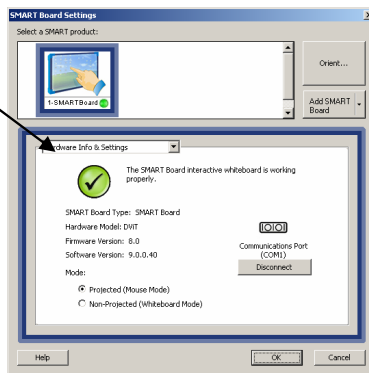 SMART Board Settings
Select a SMART product:
1-SMARTBoard
Orient...
Add SMART
Board
rdware Info & Settings
The SMART Board interactive whiteboard is working
properly.
SMART Board Type: SMART Board
Hardware Model: DViT
Firmware Version: 8.0
Software Version: 9.0.0.40
Mode:
Projected (Mouse Mode)
Non-Projected (Whiteboard Mode)
Communications Port
(COM1)
Disconnect
Help
OK
Cancel